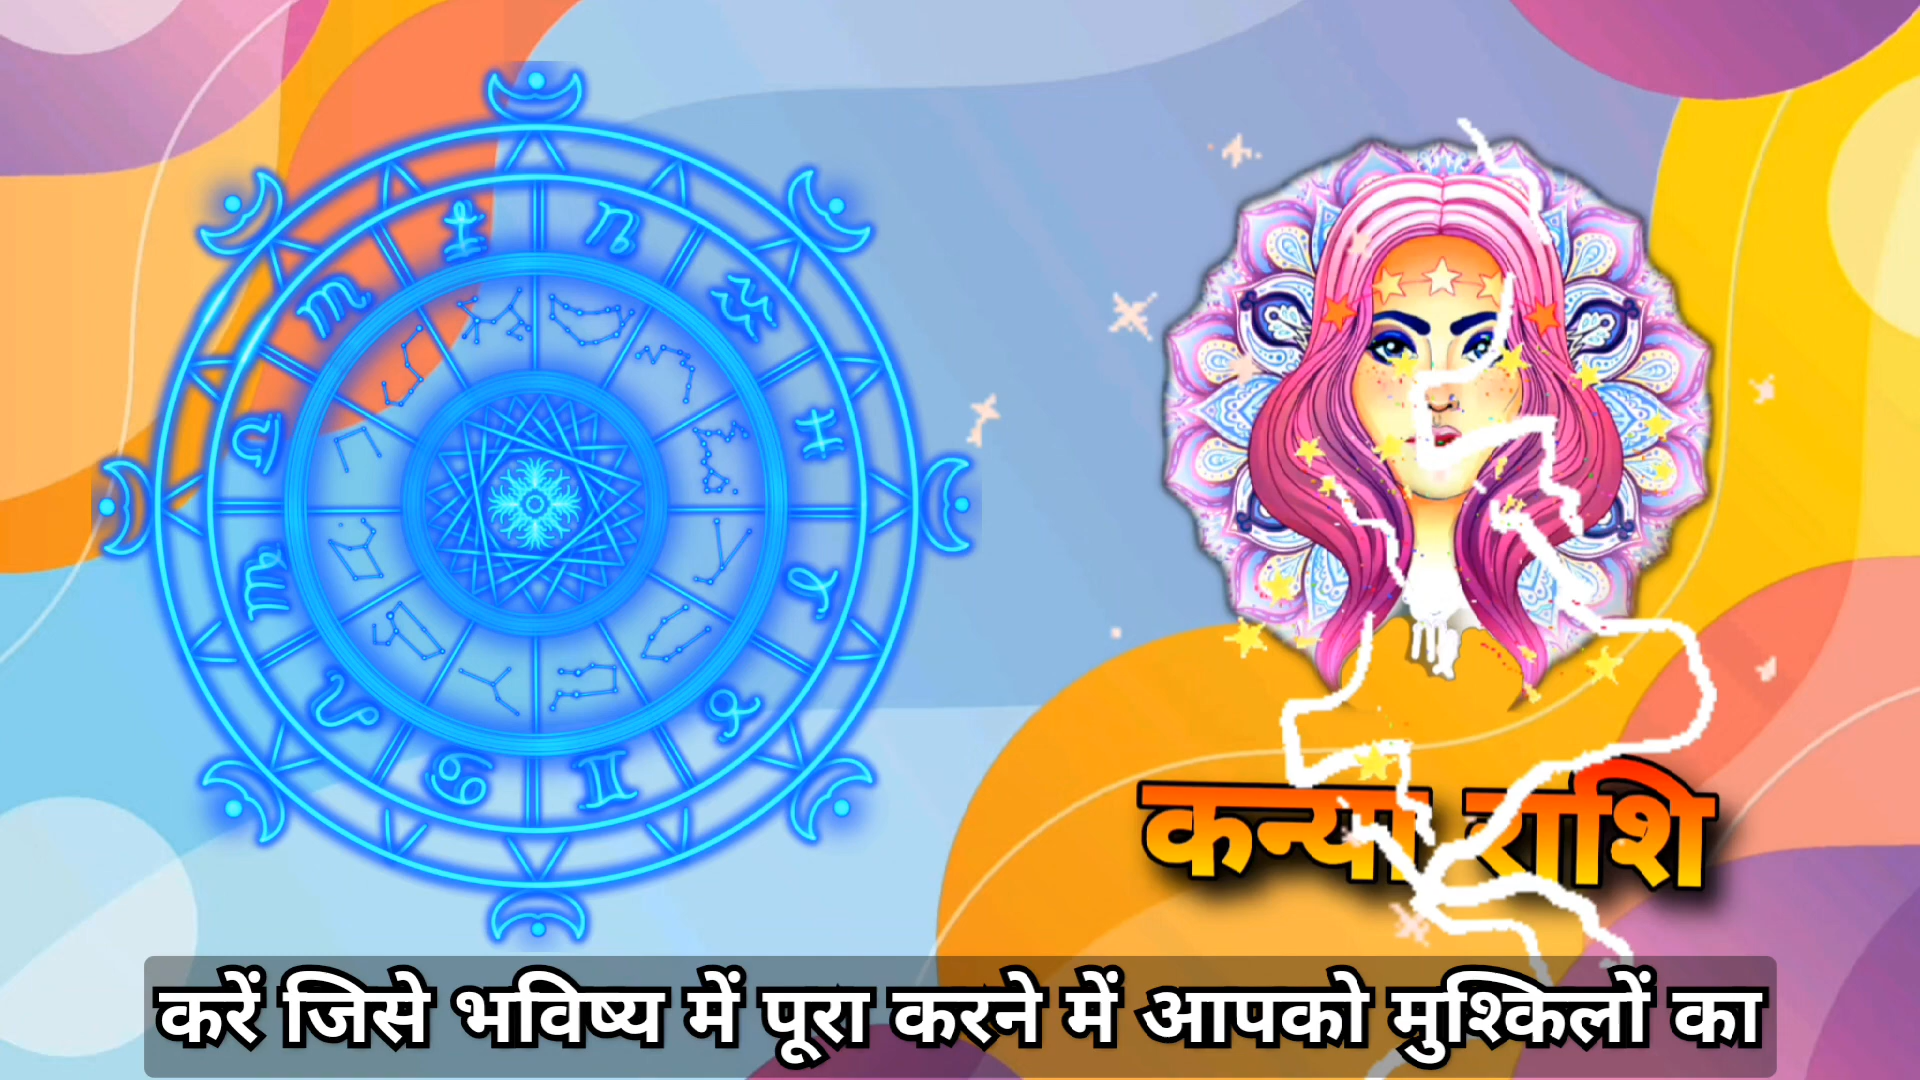 कन्या राशि
करें जिसे भविष्य में पूरा करने में आपको मुश्किलों का